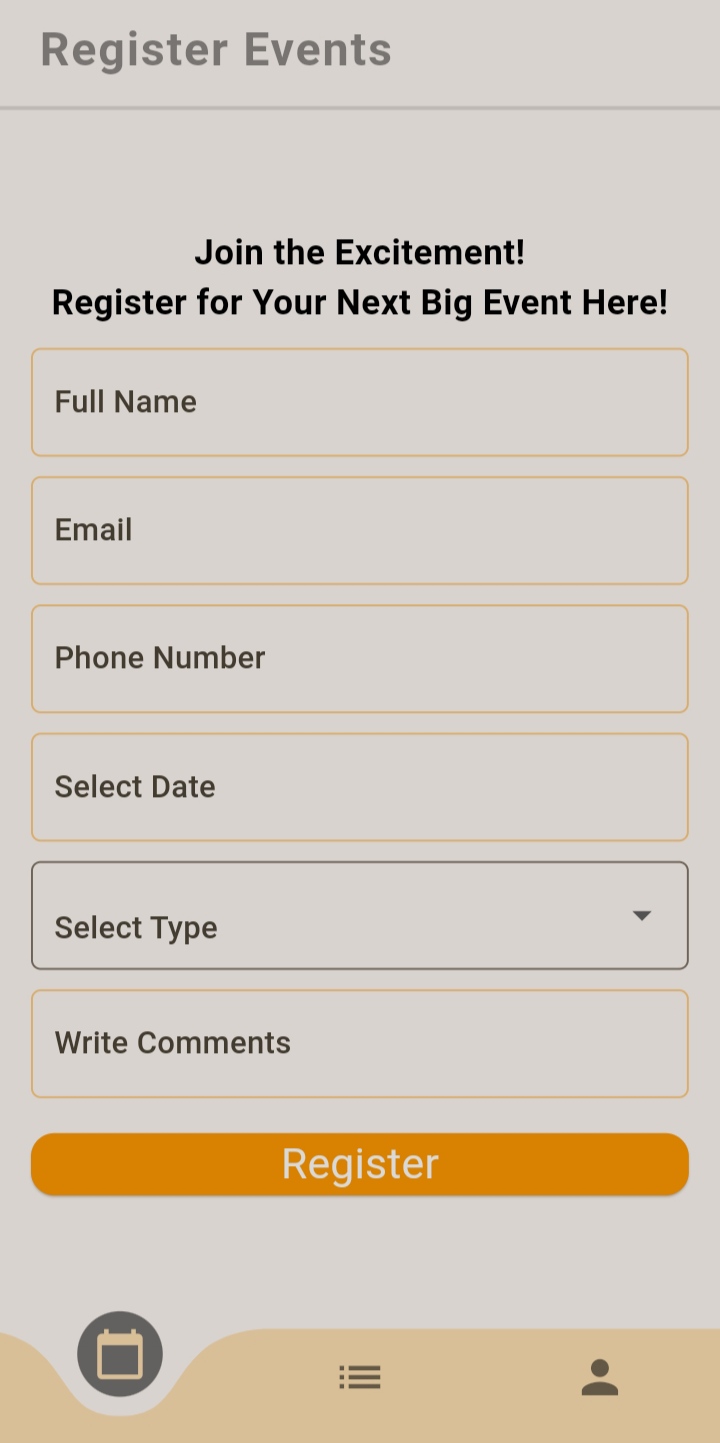 Register Events
Join the Excitement!
Register for Your Next Big Event Here!
Full Name
Email
Phone Number
Select Date
Select Type
Write Comments
Register